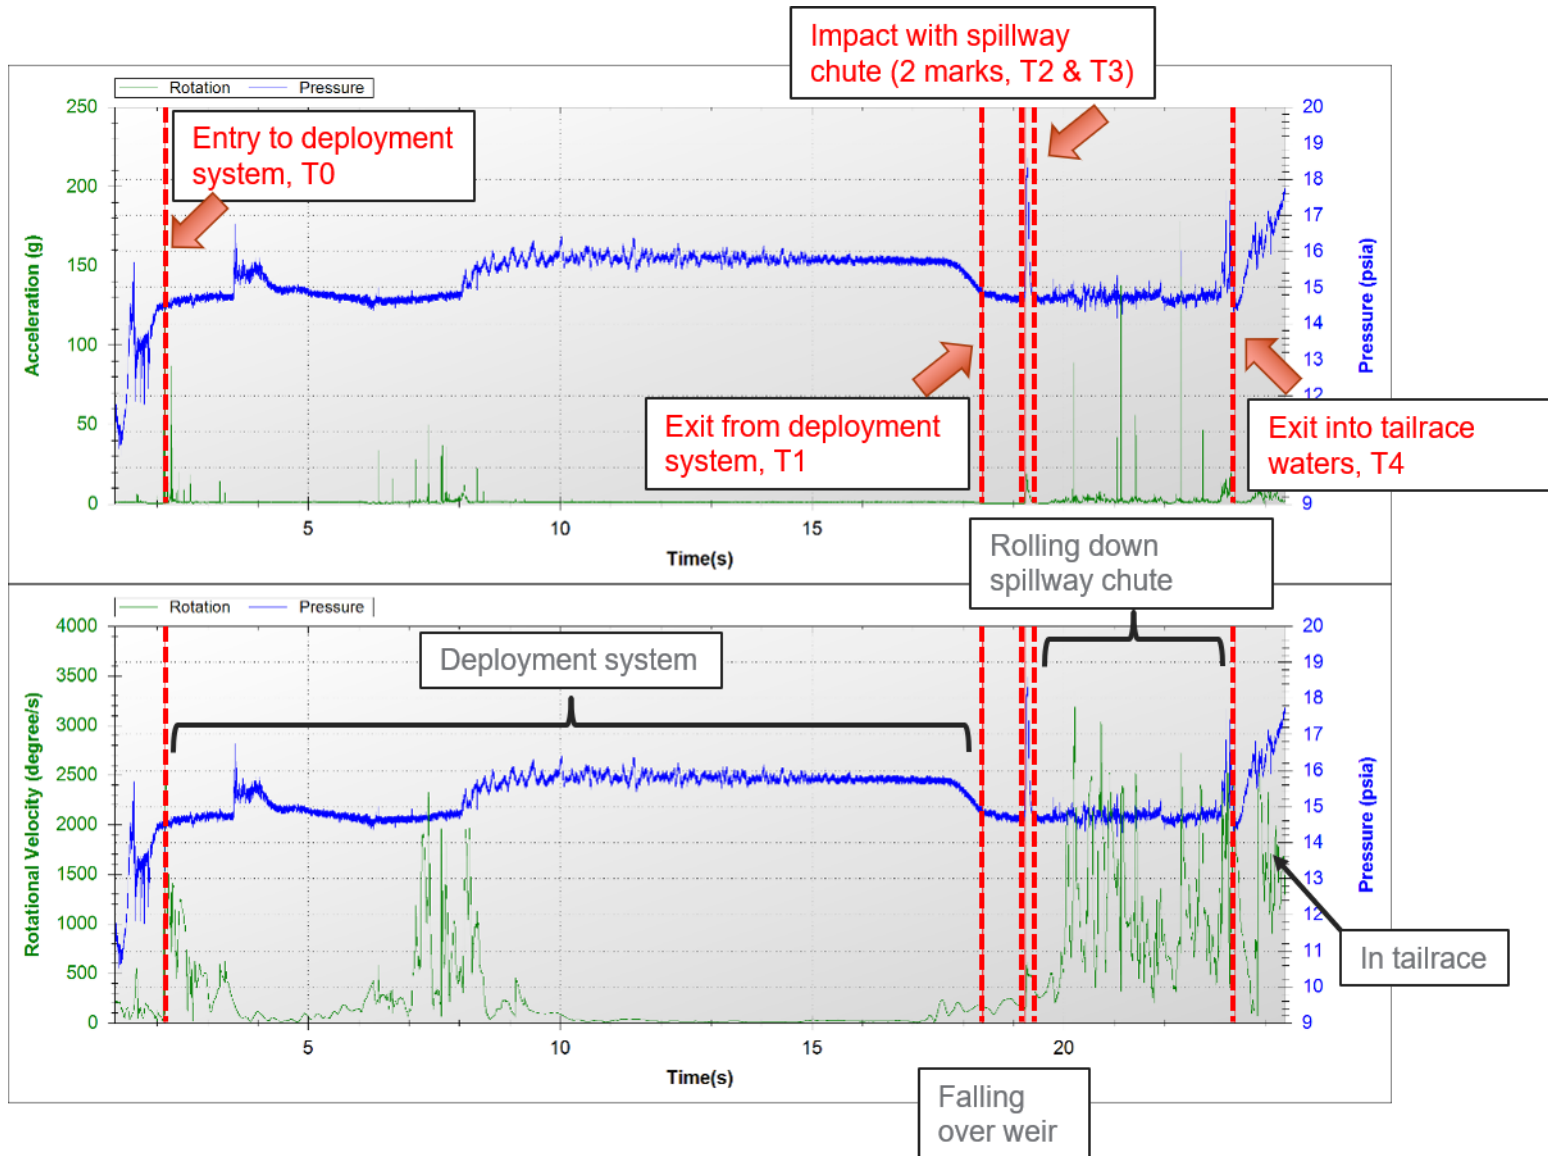 Impact with spillway
chute (2 marks, T2 & T3)
Rotation Pressure
Entry to deployment
system, T0
Exit from deployment
system, T1
Exit into tailrace
waters, T4
250
200
150
100
50
0
Acceleration (g)
20
19
18
17
16
15
14
13
12
9
Pressure (psia)
5 10 15
Time(s)
Rolling down
spillway chute
Rotation Pressure
Deployment system
4000
3500
3000
2500
2000
1500
1000
500
0
Rotational Velocity (degree/s)
20
19
18
17
16
15
14
13
12
11
10
9
Pressure (psia)
In tailrace
5 10 15 20
Time(s)
Falling
over weir